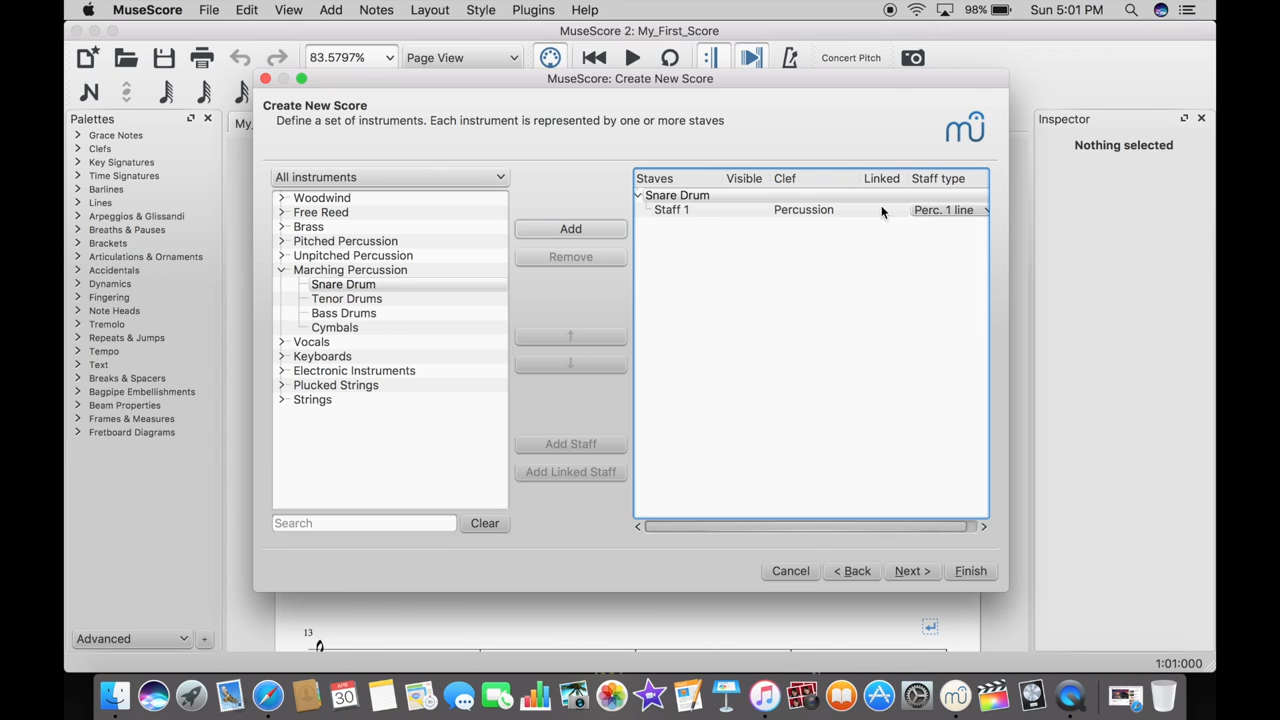 MuseScore File Edit View Add Notes Layout Style Plugins Help 98% Sun 5:01 PM
MuseScore 2: My_First_Score
83.5797% Page View Concert Pitch
MuseScore: Create New Score
Palettes
Grace Notes
Clefs
Key Signatures
Time Signatures
Barlines
Lines
Arpeggios & Glissandi
Breaths & Pauses
Brackets
Articulations & Ornaments
Accidentals
Dynamics
Fingering
Note Heads
Tremolo
Repeats & Jumps
Tempo
Text
Breaks & Spacers
Bagpipe Embellishments
Beam Properties
Frames & Measures
Fretboard Diagrams
Advanced
+
My_
Create New Score
Define a set of instruments. Each instrument is represented by one or more staves
All instruments
Woodwind
Free Reed
Brass
Pitched Percussion
Unpitched Percussion
Marching Percussion
Snare Drum
Tenor Drums
Bass Drums
Cymbals
Vocals
Keyboards
Electronic Instruments
Plucked Strings
Strings
Search
Clear
Add
Remove
↑
↓
Add Staff
Add Linked Staff
Staves Visible Clef Linked Staff type
Snare Drum
Staff 1 Percussion Perc. 1 line
Cancel < Back Next > Finish
13
Inspector
Nothing selected
1:01:000
30